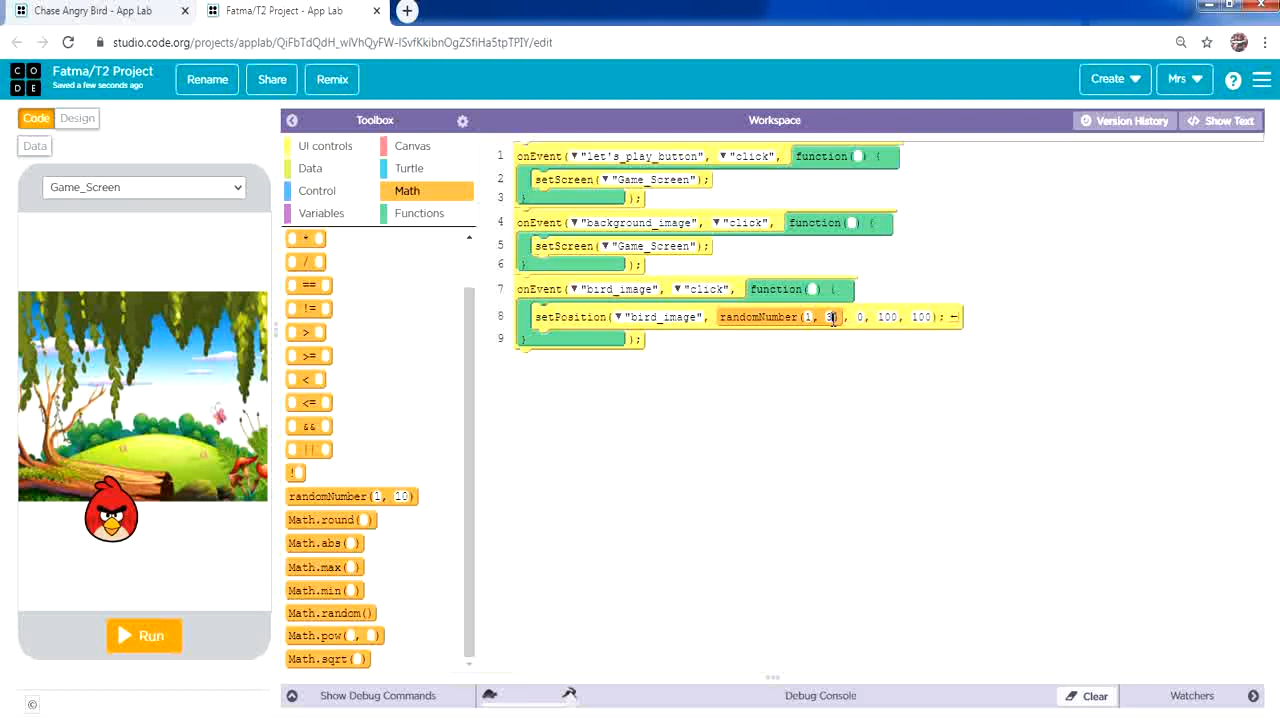 Chase Angry Bird - App Lab
Fatma/T2 Project - App Lab
studio.code.org/projects/applab/QiFbTdQdH_wlVhQyFW-lSvfKkibnOgZSfiHa5tpTPIY/edit
CODE
Fatma/T2 Project
Saved a few seconds ago
Rename
Share
Remix
Create
Mrs
?
Code
Design
Data
Game_Screen
Run
Toolbox
UI controls
Canvas
Data
Turtle
Control
Math
Variables
Functions
*
/
==
!=
>
>=
<
<=
&&
||
!
randomNumber(1, 10)
Math.round()
Math.abs()
Math.max()
Math.min()
Math.random()
Math.pow( , )
Math.sqrt()
Workspace
Version History
Show Text
1 onEvent("let's_play_button", "click", function() {
2 setScreen("Game_Screen");
3 } );
4 onEvent("background_image", "click", function() {
5 setScreen("Game_Screen");
6 } );
7 onEvent("bird_image", "click", function() {
8 setPosition("bird_image", randomNumber(1, 3), 0, 100, 100);
9 } );
Show Debug Commands
Debug Console
Clear
Watchers
©